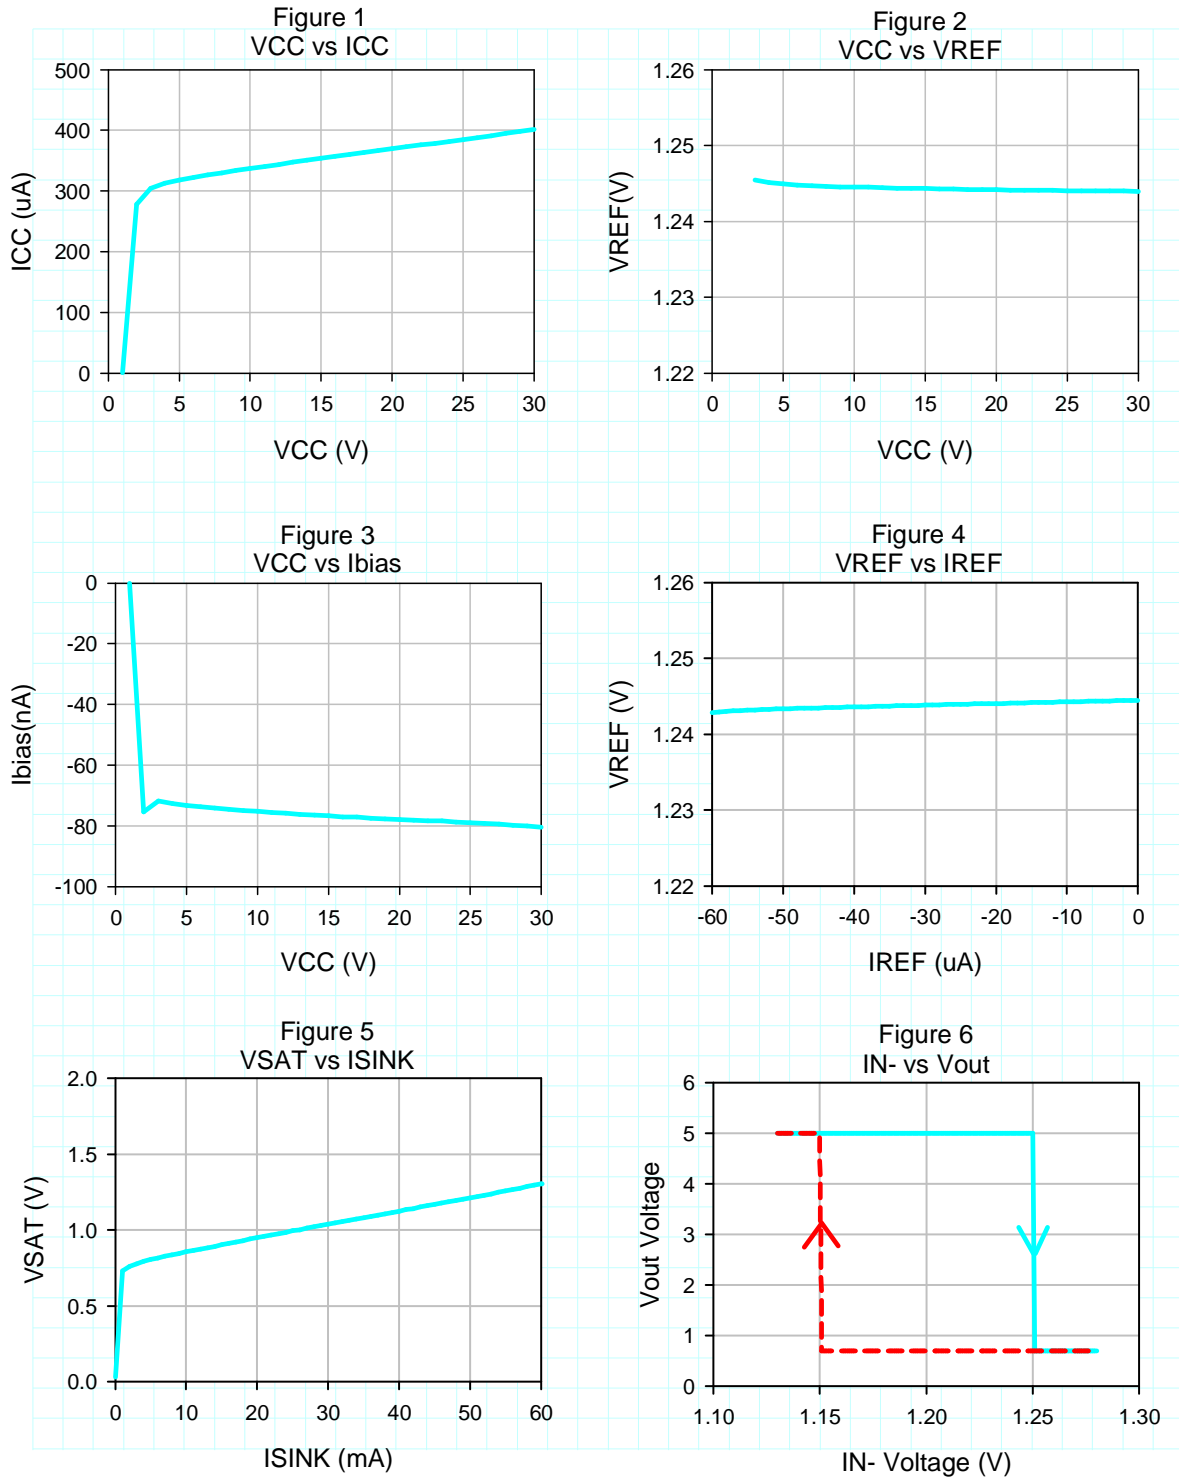 Figure 1
VCC vs ICC
500
400
300
200
100
0
0 5 10 15 20 25 30
ICC (uA)
VCC (V)
Figure 2
VCC vs VREF
1.26
1.25
1.24
1.23
1.22
0 5 10 15 20 25 30
VREF(V)
VCC (V)
Figure 3
VCC vs Ibias
0
-20
-40
-60
-80
-100
0 5 10 15 20 25 30
Ibias(nA)
VCC (V)
Figure 4
VREF vs IREF
1.26
1.25
1.24
1.23
1.22
-60 -50 -40 -30 -20 -10 0
VREF (V)
IREF (uA)
Figure 5
VSAT vs ISINK
2.0
1.5
1.0
0.5
0.0
0 10 20 30 40 50 60
VSAT (V)
ISINK (mA)
Figure 6
IN- vs Vout
6
5
4
3
2
1
0
1.10 1.15 1.20 1.25 1.30
Vout Voltage
IN- Voltage (V)